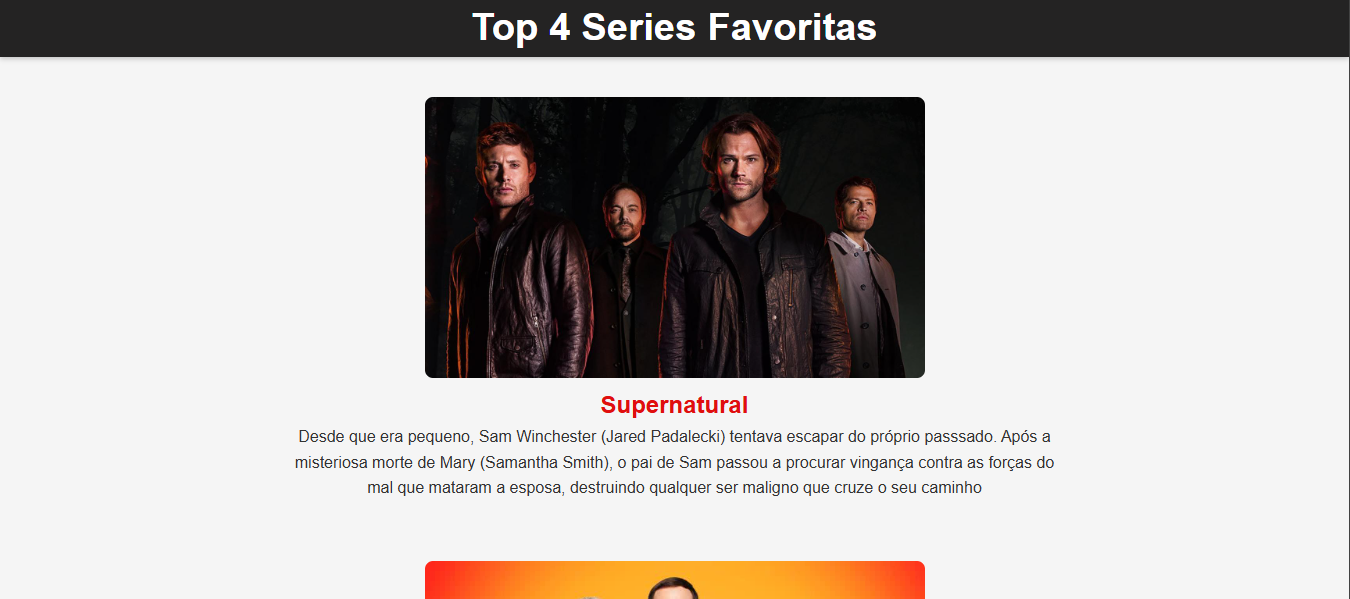 Top 4 Series Favoritas
Supernatural
Desde que era pequeno, Sam Winchester (Jared Padalecki) tentava escapar do próprio passsado. Após a
misteriosa morte de Mary (Samantha Smith), o pai de Sam passou a procurar vingança contra as forças do
mal que mataram a esposa, destruindo qualquer ser maligno que cruze o seu caminho